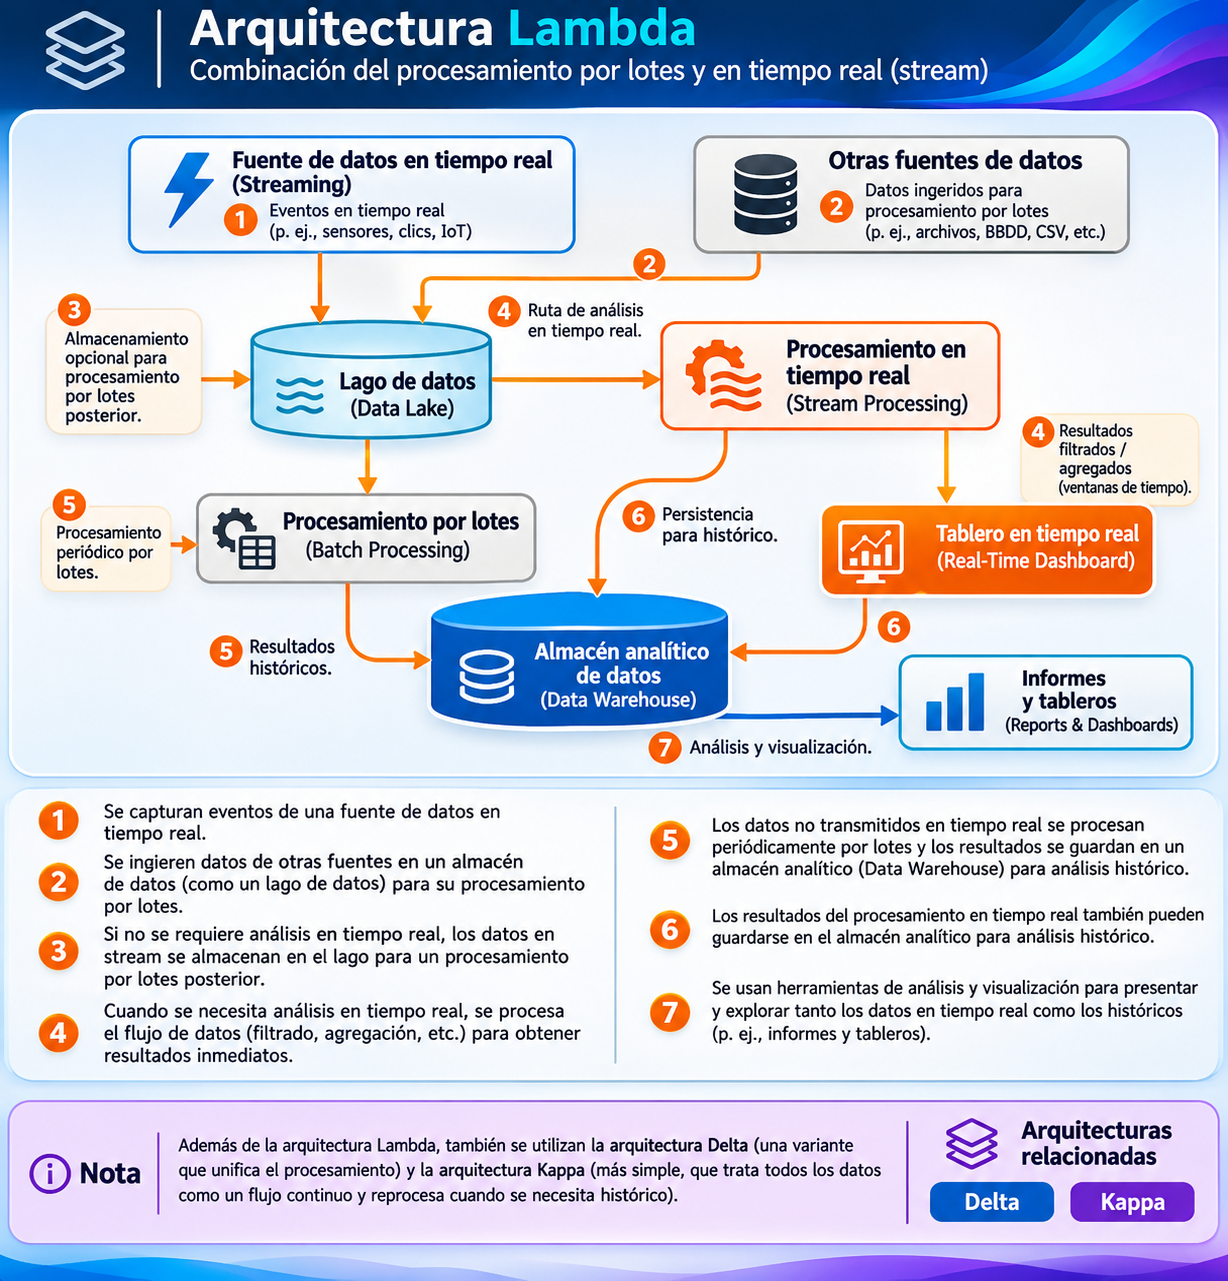 Arquitectura Lambda
Combinación del procesamiento por lotes y en tiempo real (stream)
Fuente de datos en tiempo real
(Streaming)
1
Eventos en tiempo real
(p. ej., sensores, clics, IoT)
Otras fuentes de datos
2
Datos ingeridos para
procesamiento por lotes
(p. ej., archivos, BBDD, CSV, etc.)
2
3
Almacenamiento
opcional para
procesamiento
por lotes
posterior.
4
Ruta de análisis
en tiempo real.
Lago de datos
(Data Lake)
Procesamiento en
tiempo real
(Stream Processing)
4
Resultados
filtrados /
agregados
(ventanas de tiempo).
5
Procesamiento
periódico por
lotes.
Procesamiento por lotes
(Batch Processing)
6
Persistencia
para histórico.
Tablero en tiempo real
(Real-Time Dashboard)
5
Resultados
históricos.
Almacén analítico
de datos
(Data Warehouse)
6
Informes
y tableros
(Reports & Dashboards)
7
Análisis y visualización.
1
Se capturan eventos de una fuente de datos en
tiempo real.
2
Se ingieren datos de otras fuentes en un almacén
de datos (como un lago de datos) para su procesamiento
por lotes.
3
Si no se requiere análisis en tiempo real, los datos en
stream se almacenan en el lago para un procesamiento
por lotes posterior.
4
Cuando se necesita análisis en tiempo real, se procesa
el flujo de datos (filtrado, agregación, etc.) para obtener
resultados inmediatos.
5
Los datos no transmitidos en tiempo real se procesan
periódicamente por lotes y los resultados se guardan en un
almacén analítico (Data Warehouse) para análisis histórico.
6
Los resultados del procesamiento en tiempo real también pueden
guardarse en el almacén analítico para análisis histórico.
7
Se usan herramientas de análisis y visualización para presentar
y explorar tanto los datos en tiempo real como los históricos
(p. ej., informes y tableros).
i
Nota
Además de la arquitectura Lambda, también se utilizan la arquitectura Delta (una variante
que unifica el procesamiento) y la arquitectura Kappa (más simple, que trata todos los datos
como un flujo continuo y reprocesa cuando se necesita histórico).
Arquitecturas
relacionadas
Delta
Kappa